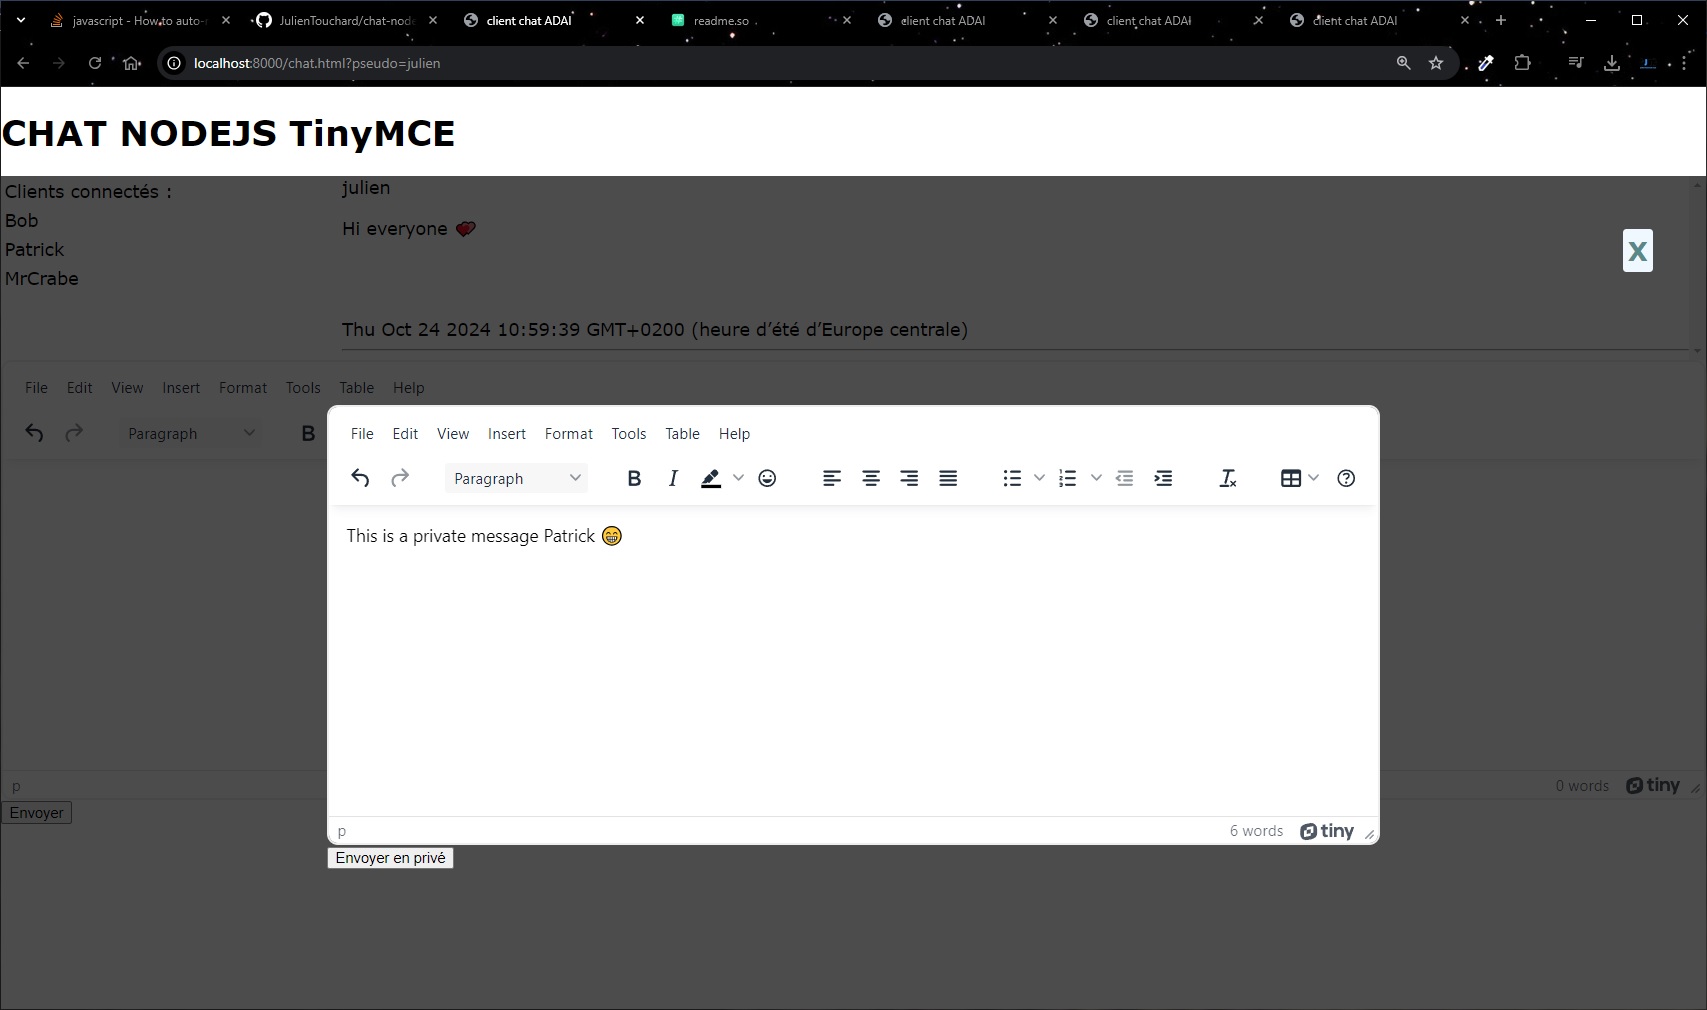 javascript - How to auto-r
JulienTouchard/chat-node
client chat ADAI
readme.so
client chat ADAI
client chat ADAI
client chat ADAI
localhost:8000/chat.html?pseudo=julien
CHAT NODEJS TinyMCE
Clients connectés :
Bob
Patrick
MrCrabe
julien
Hi everyone 💕
Thu Oct 24 2024 10:59:39 GMT+0200 (heure d’été d’Europe centrale)
X
File Edit View Insert Format Tools Table Help
Paragraph B
File Edit View Insert Format Tools Table Help
Paragraph B I
This is a private message Patrick 😁
p 6 words tiny
Envoyer en privé
p 0 words tiny
Envoyer